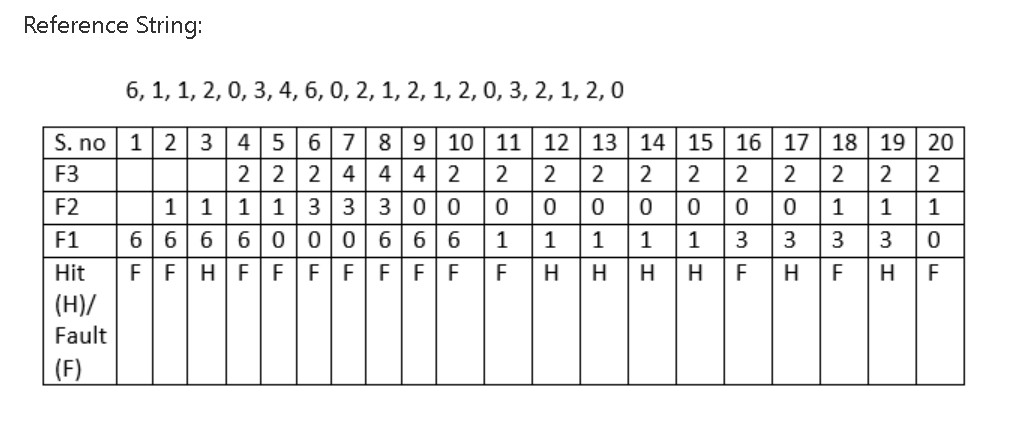 Reference String:
6, 1, 1, 2, 0, 3, 4, 6, 0, 2, 1, 2, 1, 2, 0, 3, 2, 1, 2, 0
S. no 1 2 3 4 5 6 7 8 9 10 11 12 13 14 15 16 17 18 19 20
F3 2 2 2 4 4 4 2 2 2 2 2 2 2 2 2 2 2
F2 1 1 1 1 3 3 3 0 0 0 0 0 0 0 0 0 1 1 1
F1 6 6 6 6 0 0 0 6 6 6 1 1 1 1 1 3 3 3 3 0
Hit F F H F F F F F F F F H H H H F H F H F
(H)/
Fault
(F)